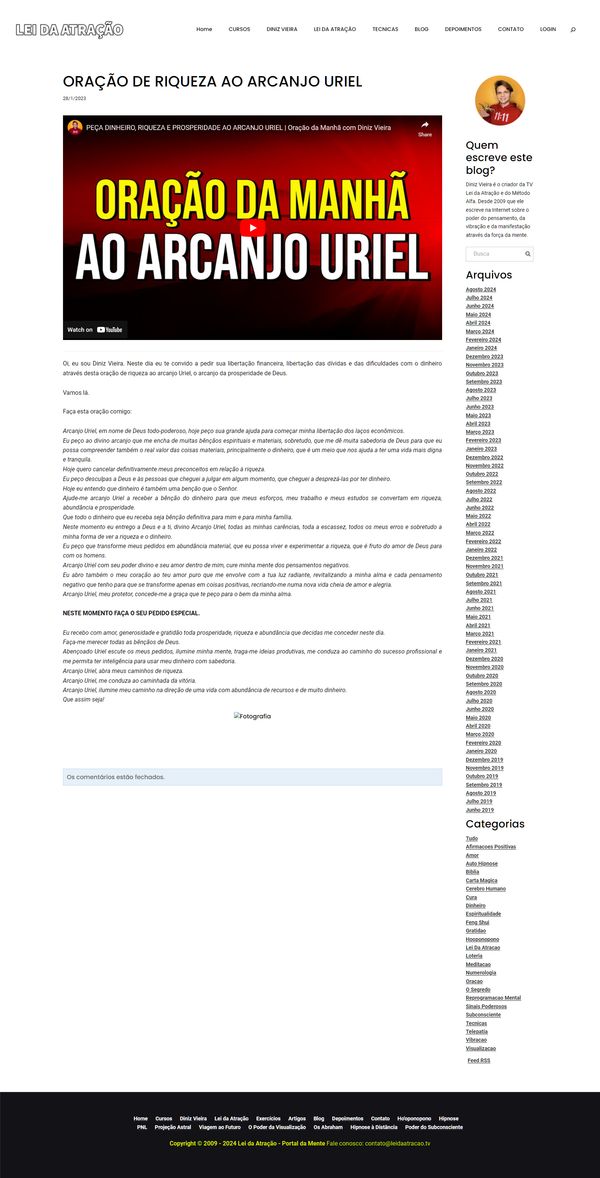 LEI DA ATRAÇÃO
Home CURSOS DINIZ VIEIRA LEI DA ATRAÇÃO TECNICAS BLOG DEPOIMENTOS CONTATO LOGIN
ORAÇÃO DE RIQUEZA AO ARCANJO URIEL
28/1/2023
PEÇA DINHEIRO, RIQUEZA E PROSPERIDADE AO ARCANJO URIEL | Oração da Manhã com Diniz Vieira
Share
ORAÇÃO DA MANHÃ
AO ARCANJO URIEL
Watch on YouTube
Oi, eu sou Diniz Vieira. Neste dia eu te convido a pedir sua libertação financeira, libertação das dívidas e das dificuldades com o dinheiro
através desta oração de riqueza ao arcanjo Uriel, o arcanjo da prosperidade de Deus.
Vamos lá.
Faça esta oração comigo:
Arcanjo Uriel, em nome de Deus todo-poderoso, hoje peço sua grande ajuda para começar minha libertação dos laços econômicos.
Eu peço ao divino arcanjo que me encha de muitas bênçãos espirituais e materiais, sobretudo, que me dê muita sabedoria de Deus para que eu
possa compreender também o real valor das coisas materiais, principalmente o dinheiro, que é um meio que nos ajuda a ter uma vida mais digna
e tranquila.
Hoje quero cancelar definitivamente meus preconceitos em relação à riqueza.
Eu peço desculpas a Deus e às pessoas que cheguei a julgar em algum momento, que cheguei a desprezá-las por ter dinheiro.
Hoje eu entendo que dinheiro é também uma benção que o Senhor.
Ajude-me arcanjo Uriel a receber a bênção do dinheiro para que meus esforços, meu trabalho e meus estudos se convertam em riqueza,
abundância e prosperidade.
Que todo o dinheiro que eu receba seja bênção definitiva para mim e para minha família.
Neste momento eu entrego a Deus e a ti, divino Arcanjo Uriel, todas as minhas carências, toda a escassez, todos os meus erros e sobretudo a
minha forma de ver a riqueza e o dinheiro.
Eu peço que transforme meus pedidos em abundância material, que eu possa viver e experimentar a riqueza, que é fruto do amor de Deus para
com os homens.
Arcanjo Uriel com seu poder divino e seu amor dentro de mim, cure minha mente dos pensamentos negativos.
Eu abro também o meu coração ao teu amor puro que me envolve com a tua luz radiante, revitalizando a minha alma e cada pensamento
negativo que tenho para que se transforme apenas em coisas positivas, recriando-me numa nova vida cheia de amor e alegria.
Arcanjo Uriel, meu protetor, concede-me a graça que te peço para o bem da minha alma.
NESTE MOMENTO FAÇA O SEU PEDIDO ESPECIAL.
Eu recebo com amor, generosidade e gratidão toda prosperidade, riqueza e abundância que decidas me conceder neste dia.
Faça-me merecer todas as bênçãos de Deus.
Abençoado Uriel escute os meus pedidos, ilumine minha mente, traga-me ideias produtivas, me conduza ao caminho do sucesso profissional e
me permita ter inteligência para usar meu dinheiro com sabedoria.
Arcanjo Uriel, abra meus caminhos de riqueza.
Arcanjo Uriel, me conduza ao caminhada da vitória.
Arcanjo Uriel, ilumine meu caminho na direção de uma vida com abundância de recursos e de muito dinheiro.
Que assim seja!
Fotografia
Os comentários estão fechados.
11:11
Quem
escreve este
blog?
Diniz Vieira é o criador da TV
Lei da Atração e do Método
Alfa. Desde 2009 que ele
escreve na Internet sobre o
poder do pensamento, da
vibração e da manifestação
através da força da mente.
Busca
Arquivos
Agosto 2024
Julho 2024
Junho 2024
Maio 2024
Abril 2024
Março 2024
Fevereiro 2024
Janeiro 2024
Dezembro 2023
Novembro 2023
Outubro 2023
Setembro 2023
Agosto 2023
Julho 2023
Junho 2023
Maio 2023
Abril 2023
Março 2023
Fevereiro 2023
Janeiro 2023
Dezembro 2022
Novembro 2022
Outubro 2022
Setembro 2022
Agosto 2022
Julho 2022
Junho 2022
Maio 2022
Abril 2022
Março 2022
Fevereiro 2022
Janeiro 2022
Dezembro 2021
Novembro 2021
Outubro 2021
Setembro 2021
Agosto 2021
Julho 2021
Junho 2021
Maio 2021
Abril 2021
Março 2021
Fevereiro 2021
Janeiro 2021
Dezembro 2020
Novembro 2020
Outubro 2020
Setembro 2020
Agosto 2020
Julho 2020
Junho 2020
Maio 2020
Abril 2020
Março 2020
Fevereiro 2020
Janeiro 2020
Dezembro 2019
Novembro 2019
Outubro 2019
Setembro 2019
Agosto 2019
Julho 2019
Junho 2019
Categorias
Tudo
Afirmacoes Positivas
Amor
Auto Hipnose
Biblia
Carta Magica
Cerebro Humano
Cura
Dinheiro
Espiritualidade
Feng Shui
Gratidao
Hooponopono
Lei Da Atracao
Loteria
Meditacao
Numerologia
Oracao
O Segredo
Reprogramacao Mental
Sinais Poderosos
Subconsciente
Tecnicas
Telepatia
Vibracao
Visualizacao
Feed RSS
Home Cursos Diniz Vieira Lei da Atração Exercícios Artigos Blog Depoimentos Contato Ho'oponopono Hipnose
PNL Projeção Astral Viagem ao Futuro O Poder da Visualização Os Abraham Hipnose à Distância Poder do Subconsciente
Copyright © 2009 - 2024 Lei da Atração - Portal da Mente Fale conosco: contato@leidaatracao.tv